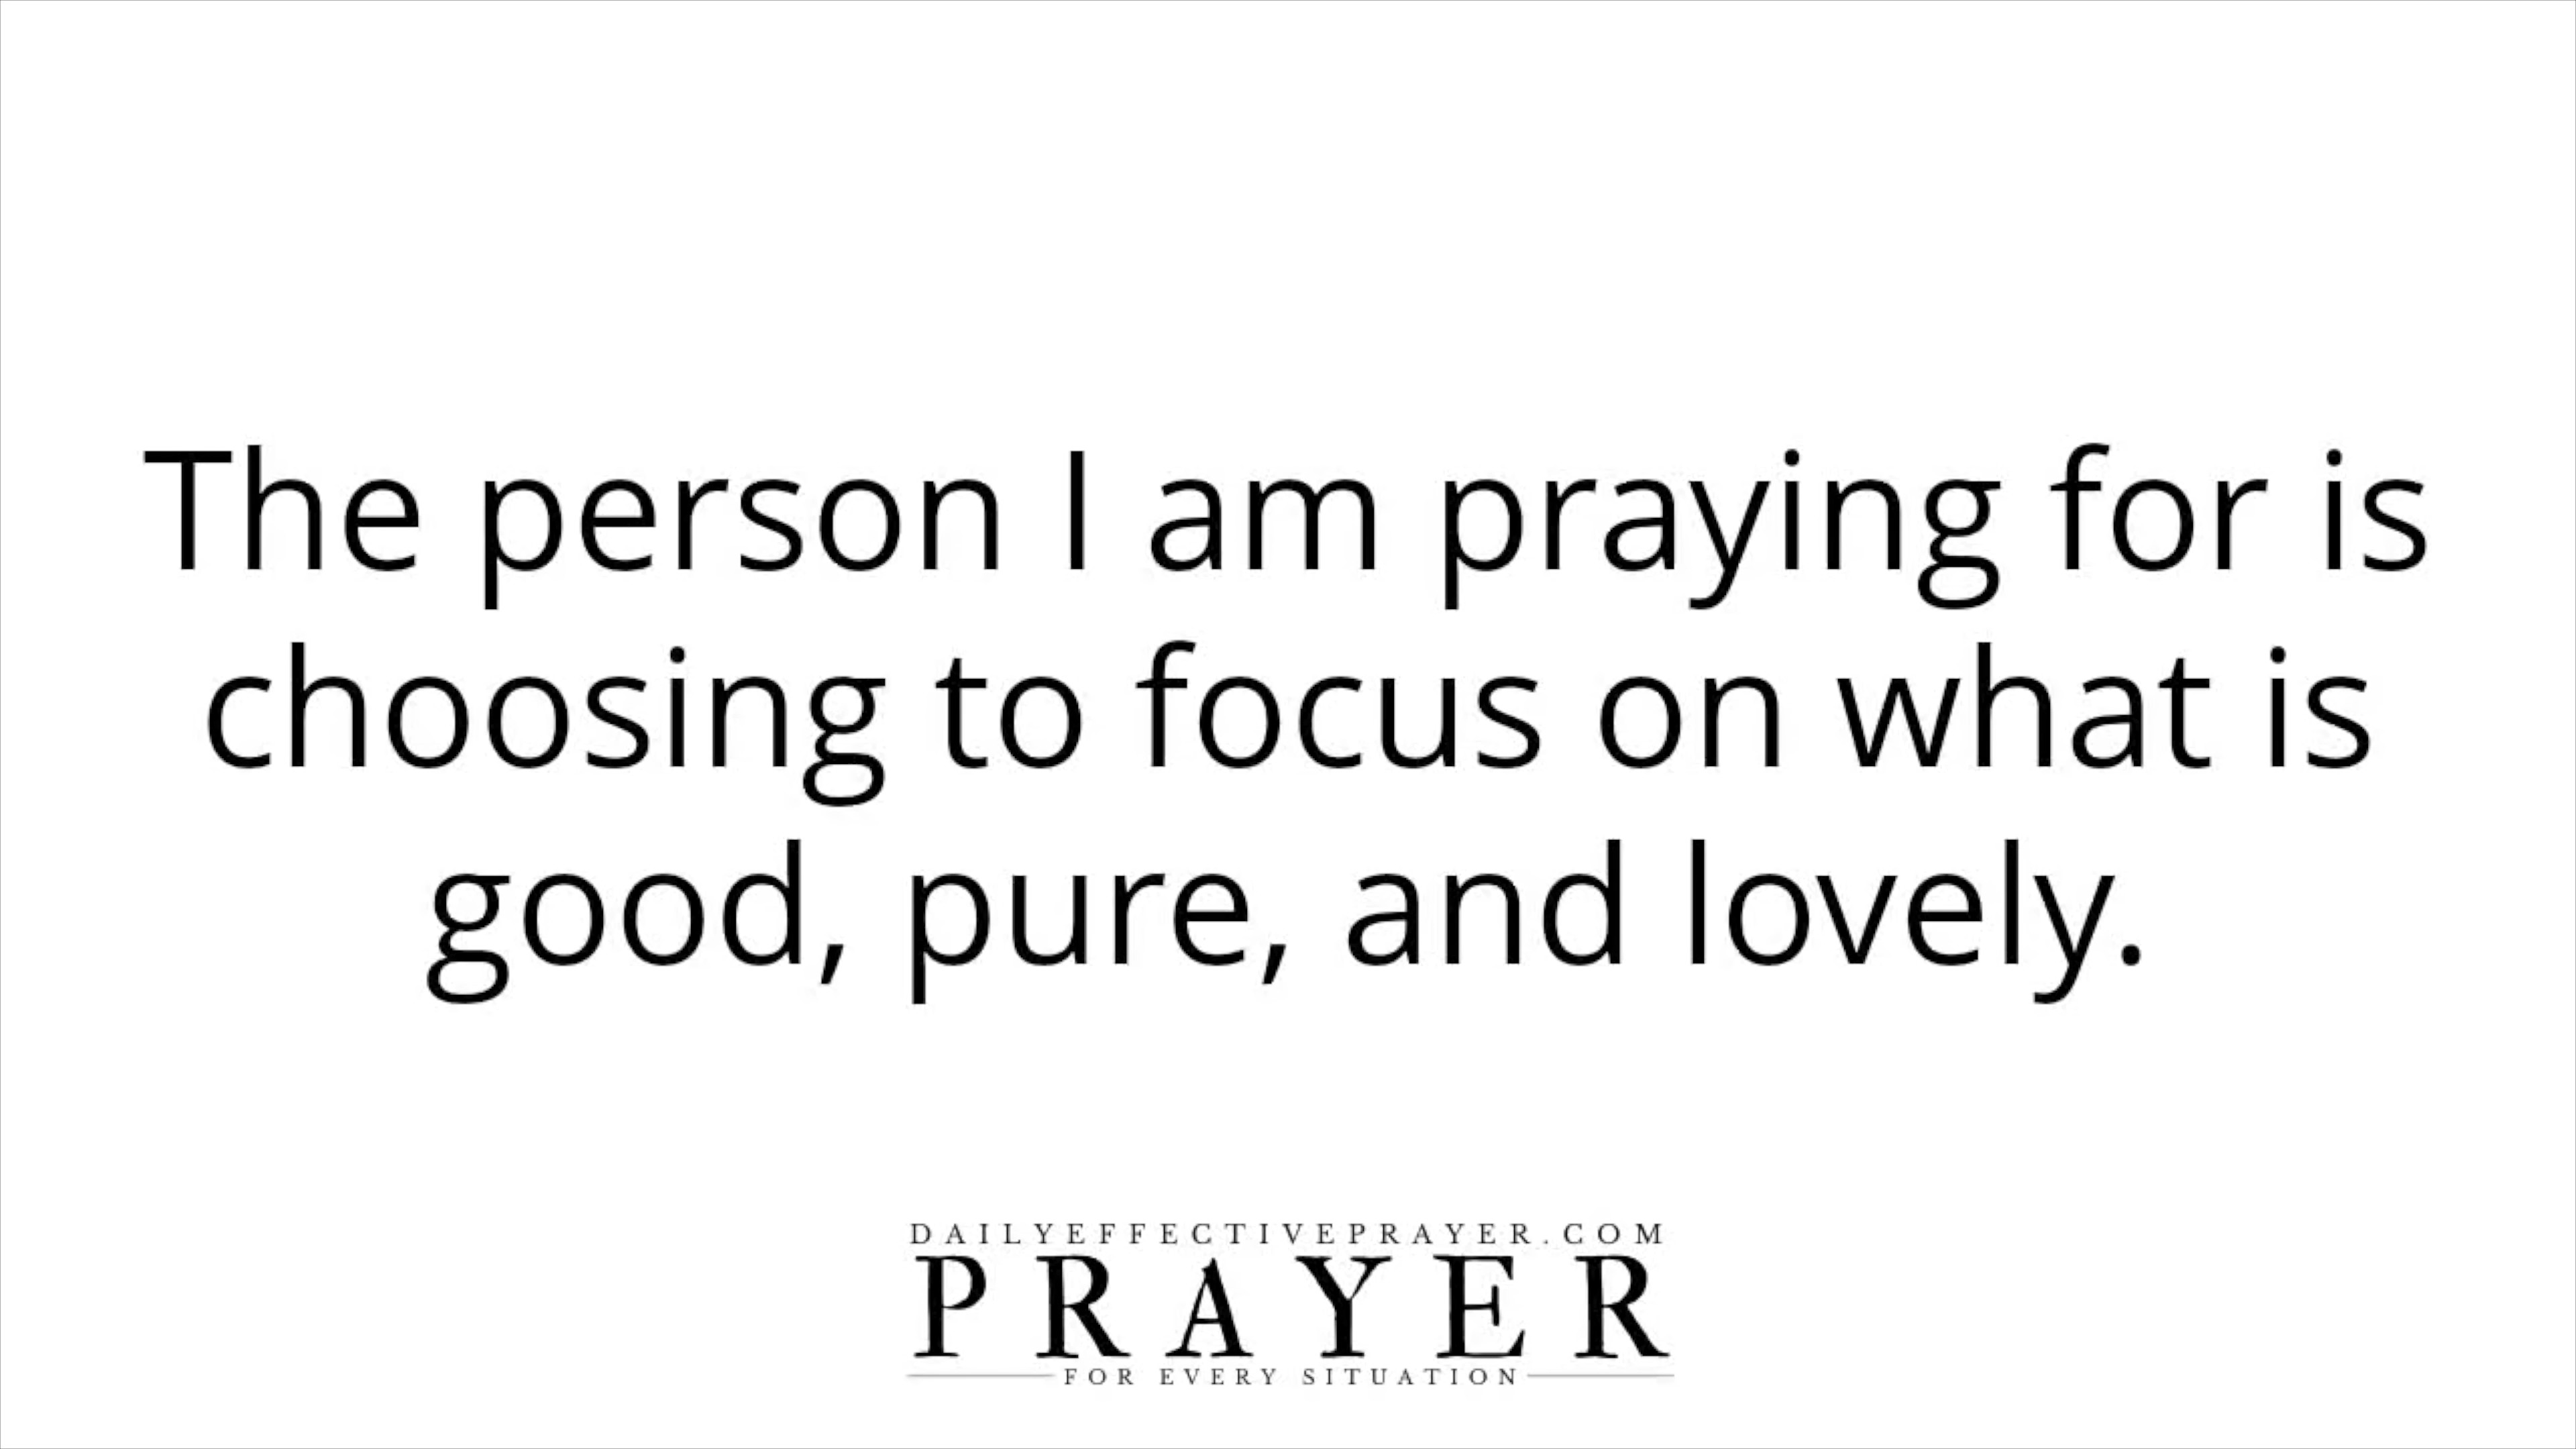 The person I am praying for is
choosing to focus on what is
good, pure, and lovely.
DAILYEFFECTIVEPRAYER.COM
PRAYER
FOR EVERY SITUATION